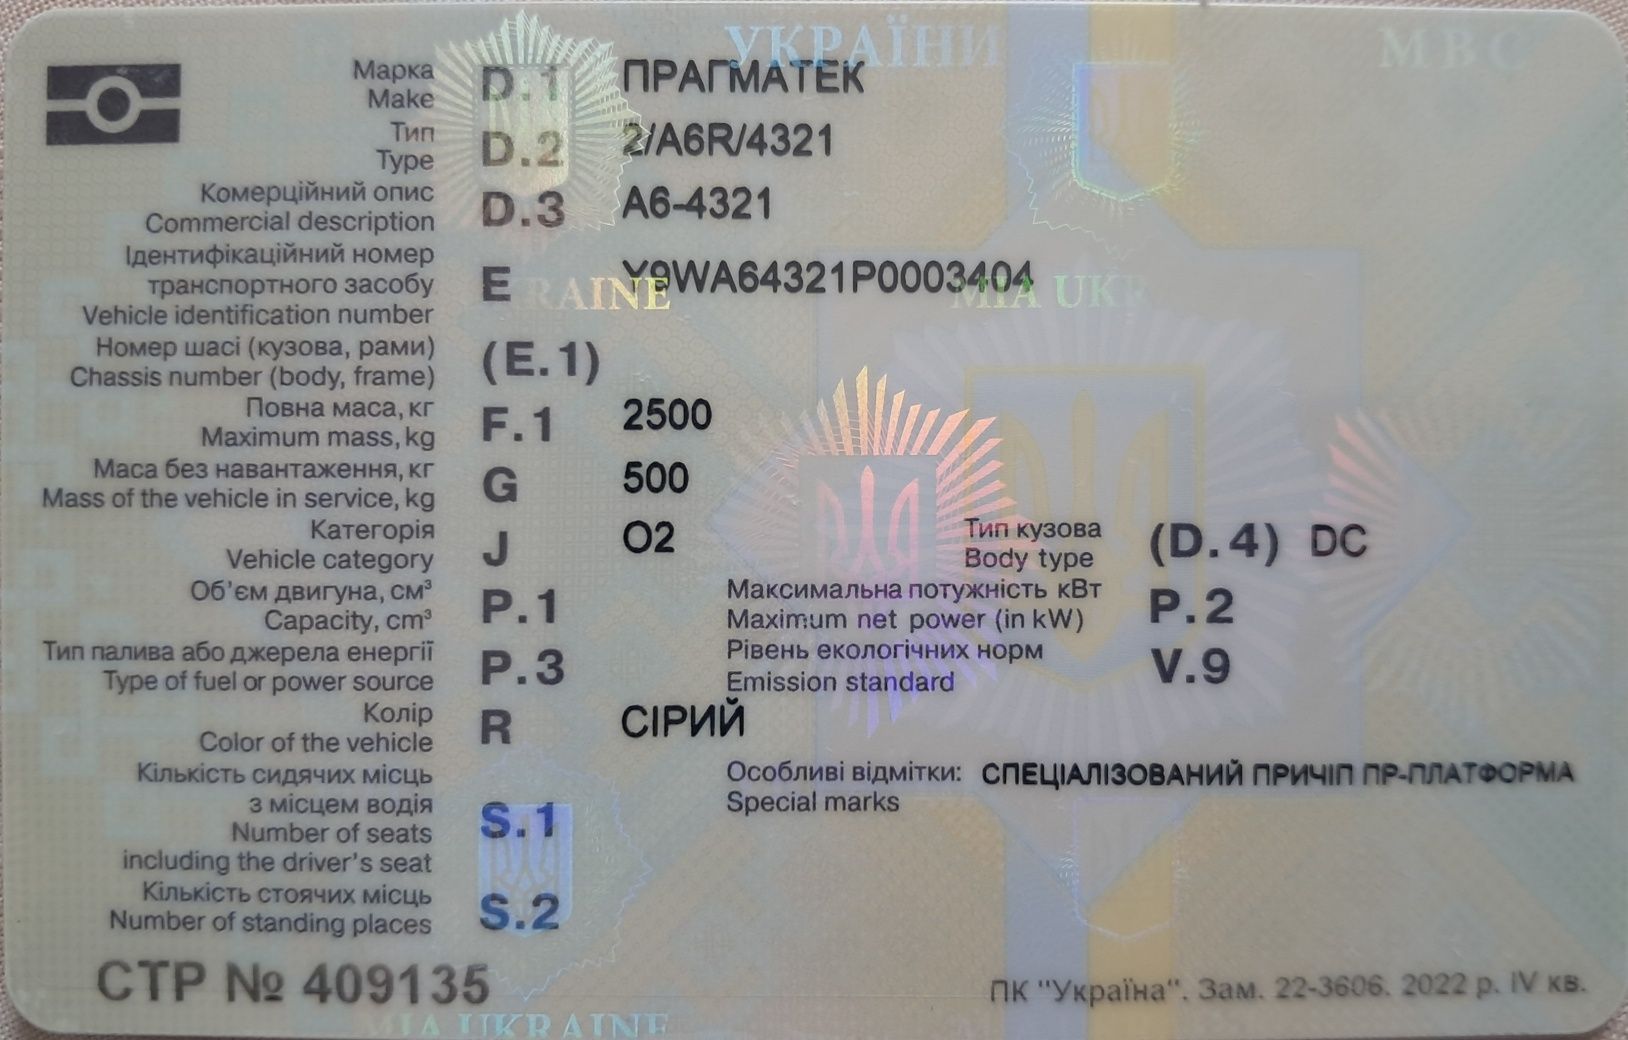 УКРАЇНИ МВС
Марка D.1 ПРАГМАТЕК
Make
Тип D.2 2/A6R/4321
Type
Комерційний опис D.3 А6-4321
Commercial description
Ідентифікаційний номер
транспортного засобу E Y9WA64321P0003404
Vehicle identification number
RAINE MIA UKR
Номер шасі (кузова, рами) (E.1)
Chassis number (body, frame)
Повна маса, кг F.1 2500
Maximum mass, kg
Маса без навантаження, кг G 500
Mass of the vehicle in service, kg
Категорія J O2 Тип кузова (D.4) DC
Vehicle category Body type
Об'єм двигуна, см³ P.1 Максимальна потужність кВт P.2
Capacity, cm³ Maximum net power (in kW)
Тип палива або джерела енергії P.3 Рівень екологічних норм V.9
Type of fuel or power source Emission standard
Колір R СІРИЙ
Color of the vehicle
Кількість сидячих місць Особливі відмітки: СПЕЦІАЛІЗОВАНИЙ ПРИЧІП ПР-ПЛАТФОРМА
з місцем водія S.1 Special marks
Number of seats
including the driver's seat
Кількість стоячих місць S.2
Number of standing places
СТР № 409135 ПК "Україна". Зам. 22-3606. 2022 р. IV кв.
MIA UKRAINE